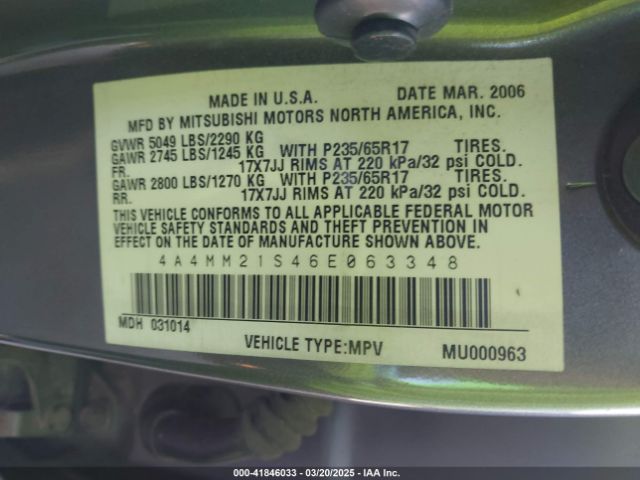 MADE IN U.S.A. DATE MAR. 2006
MFD BY MITSUBISHI MOTORS NORTH AMERICA, INC.
GVWR 5049 LBS/2290 KG
GAWR 2745 LBS/1245 KG WITH P235/65R17 TIRES.
FR. 17X7JJ RIMS AT 220 kPa/32 psi COLD.
GAWR 2800 LBS/1270 KG WITH P235/65R17 TIRES.
RR. 17X7JJ RIMS AT 220 kPa/32 psi COLD.
THIS VEHICLE CONFORMS TO ALL APPLICABLE FEDERAL MOTOR
VEHICLE SAFETY STANDARDS AND THEFT PREVENTION IN
EFFECT ON THE DATE OF MANUFACTURE SHOWN ABOVE.
4A4MM21S46E063348
MDH 031014
VEHICLE TYPE:MPV MU000963
000-41846033 — 03/20/2025 — IAA Inc.